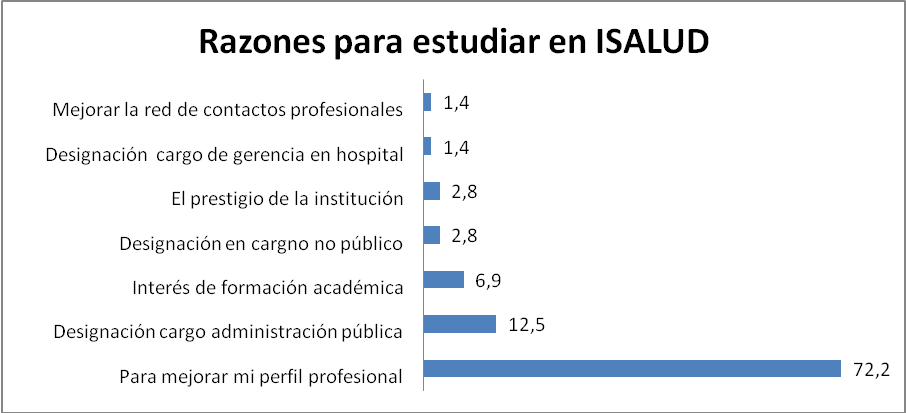 Razones para estudiar en ISALUD
Mejorar la red de contactos profesionales 1,4
Designación cargo de gerencia en hospital 1,4
El prestigio de la institución 2,8
Designación en cargno no público 2,8
Interés de formación académica 6,9
Designación cargo administración pública 12,5
Para mejorar mi perfil profesional 72,2